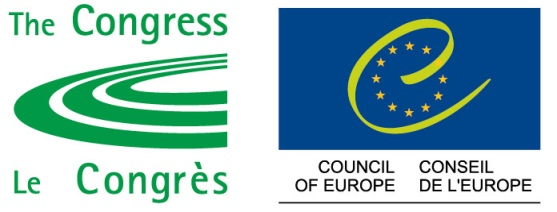 The Congress
Le Congrès
COUNCIL OF EUROPE
CONSEIL DE L'EUROPE